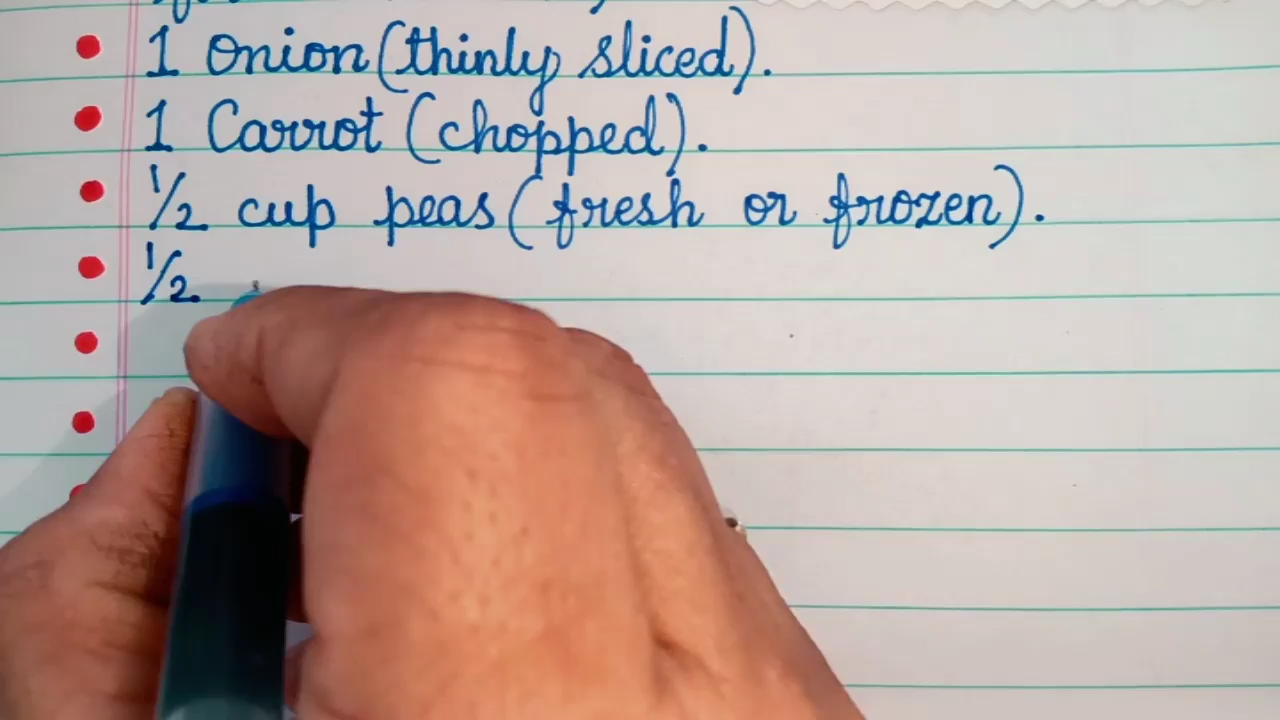 1 Onion (thinly sliced).
1 Carrot (chopped).
1/2 cup peas (fresh or frozen).
1/2